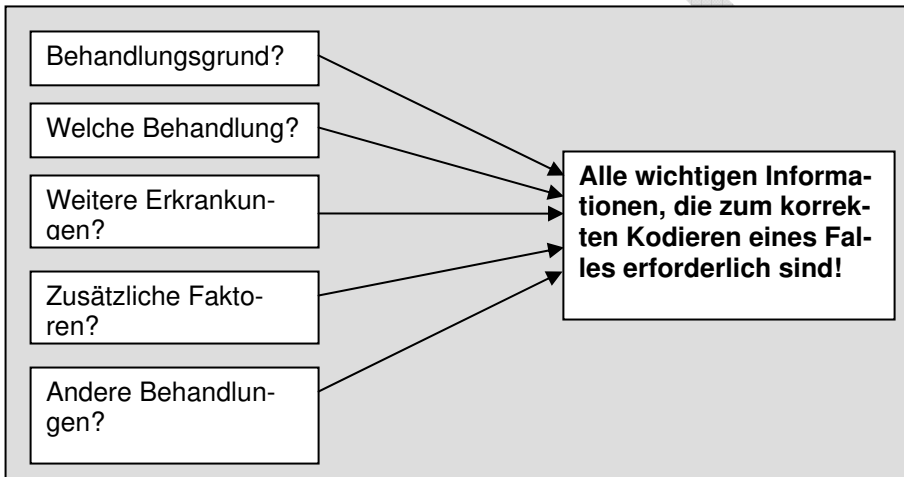 Behandlungsgrund?
Welche Behandlung?
Weitere Erkrankun-
gen?
Zusätzliche Fakto-
ren?
Andere Behandlun-
gen?
Alle wichtigen Informa-
tionen, die zum korrek-
ten Kodieren eines Fal-
les erforderlich sind!